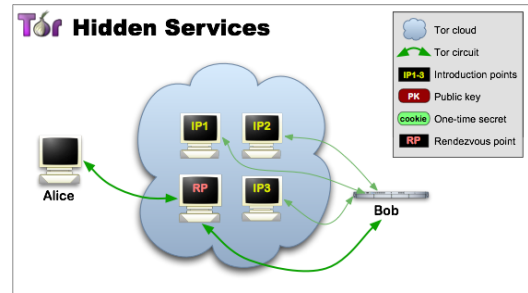 Tor Hidden Services
Tor cloud
Tor circuit
IP1-3 Introduction points
PK Public key
cookie One-time secret
RP Rendezvous point
IP1
IP2
RP
IP3
Alice
Bob